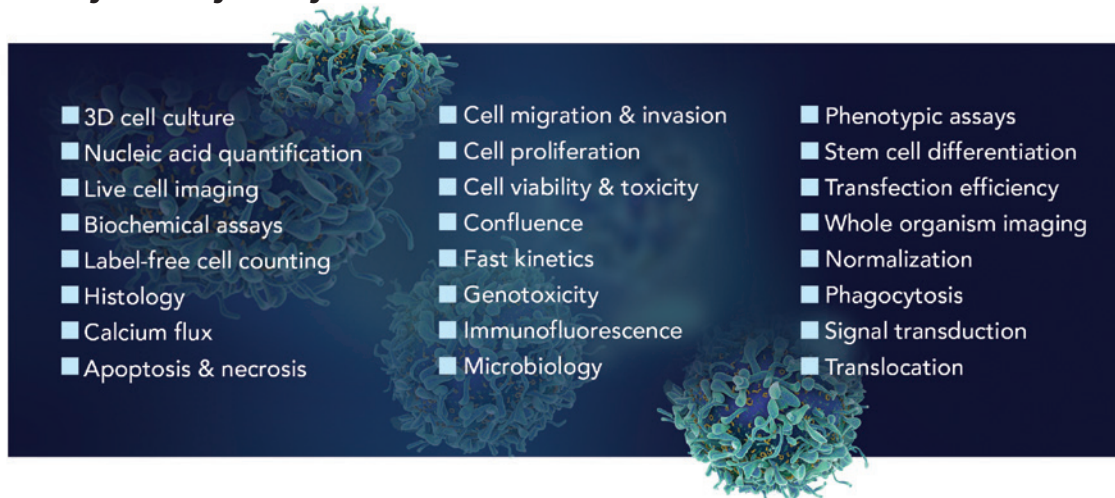 3D cell culture
Nucleic acid quantification
Live cell imaging
Biochemical assays
Label-free cell counting
Histology
Calcium flux
Apoptosis & necrosis
Cell migration & invasion
Cell proliferation
Cell viability & toxicity
Confluence
Fast kinetics
Genotoxicity
Immunofluorescence
Microbiology
Phenotypic assays
Stem cell differentiation
Transfection efficiency
Whole organism imaging
Normalization
Phagocytosis
Signal transduction
Translocation